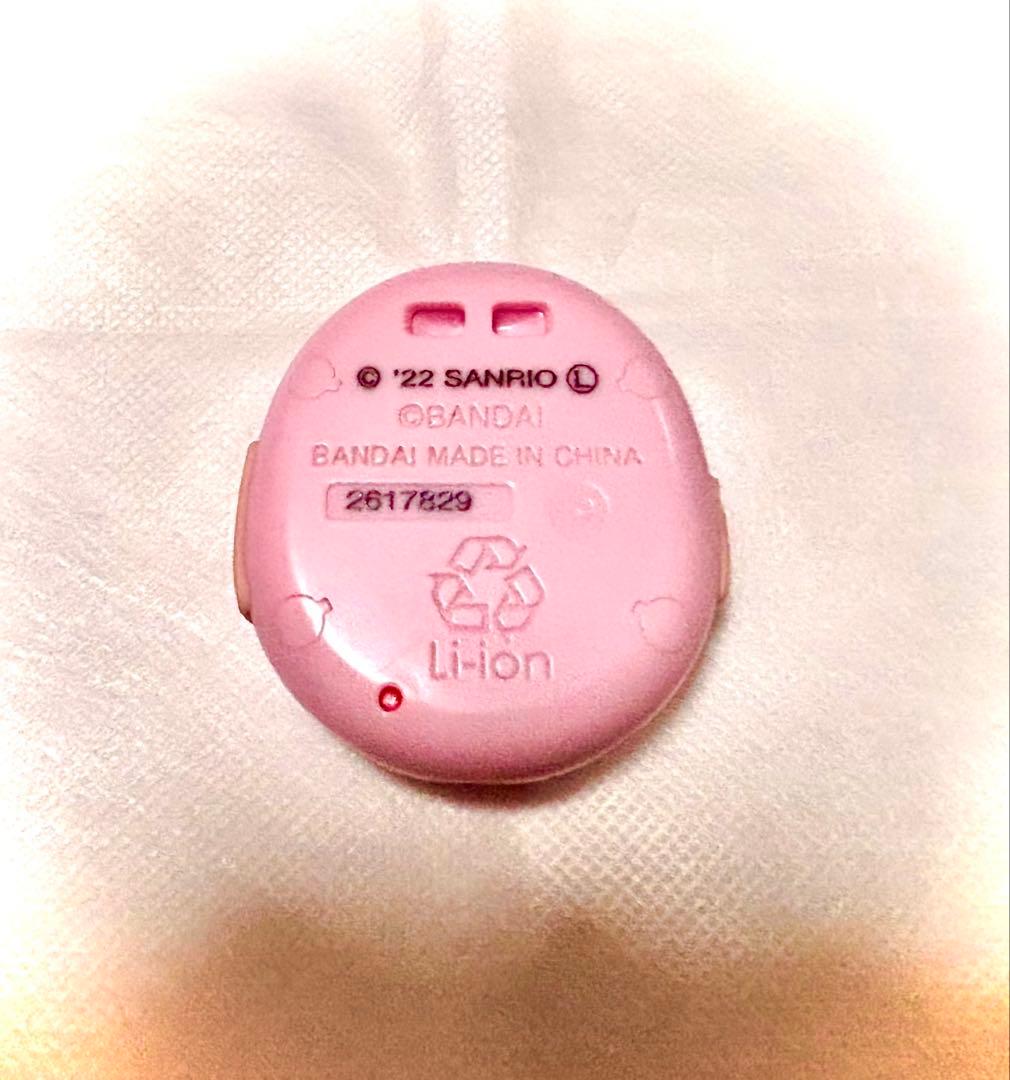 © '22 SANRIO Ⓛ
©BANDAI
BANDAI MADE IN CHINA
2617829
Li-ion